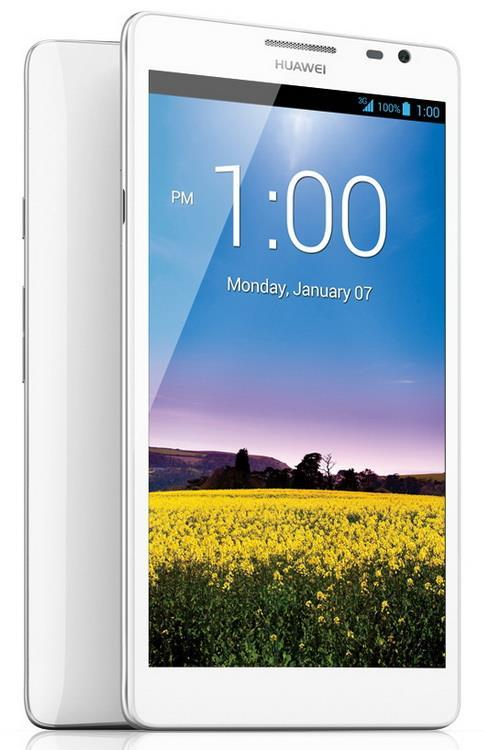 HUAWEI
3G 100% 1:00
PM 1:00
Monday, January 07